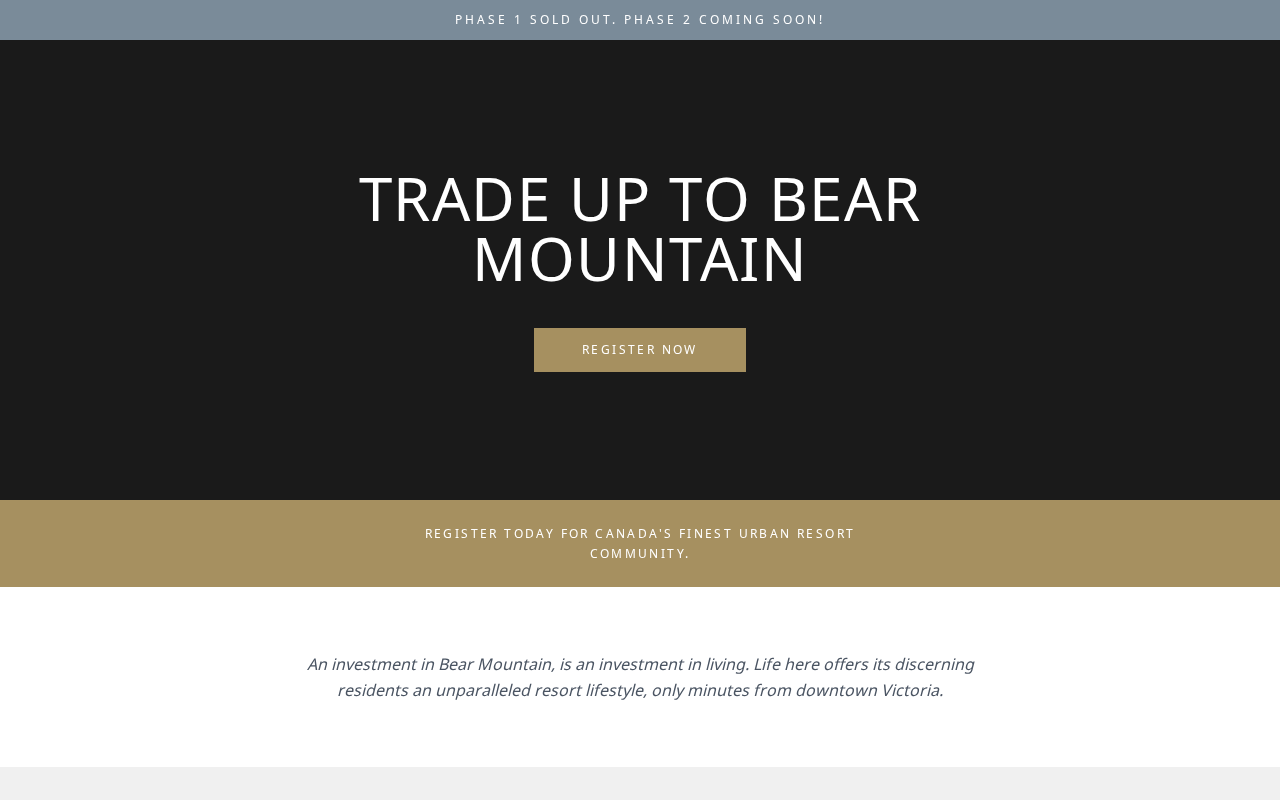 PHASE 1 SOLD OUT. PHASE 2 COMING SOON!
TRADE UP TO BEAR
MOUNTAIN
REGISTER NOW
REGISTER TODAY FOR CANADA'S FINEST URBAN RESORT
COMMUNITY.
An investment in Bear Mountain, is an investment in living. Life here offers its discerning
residents an unparalleled resort lifestyle, only minutes from downtown Victoria.